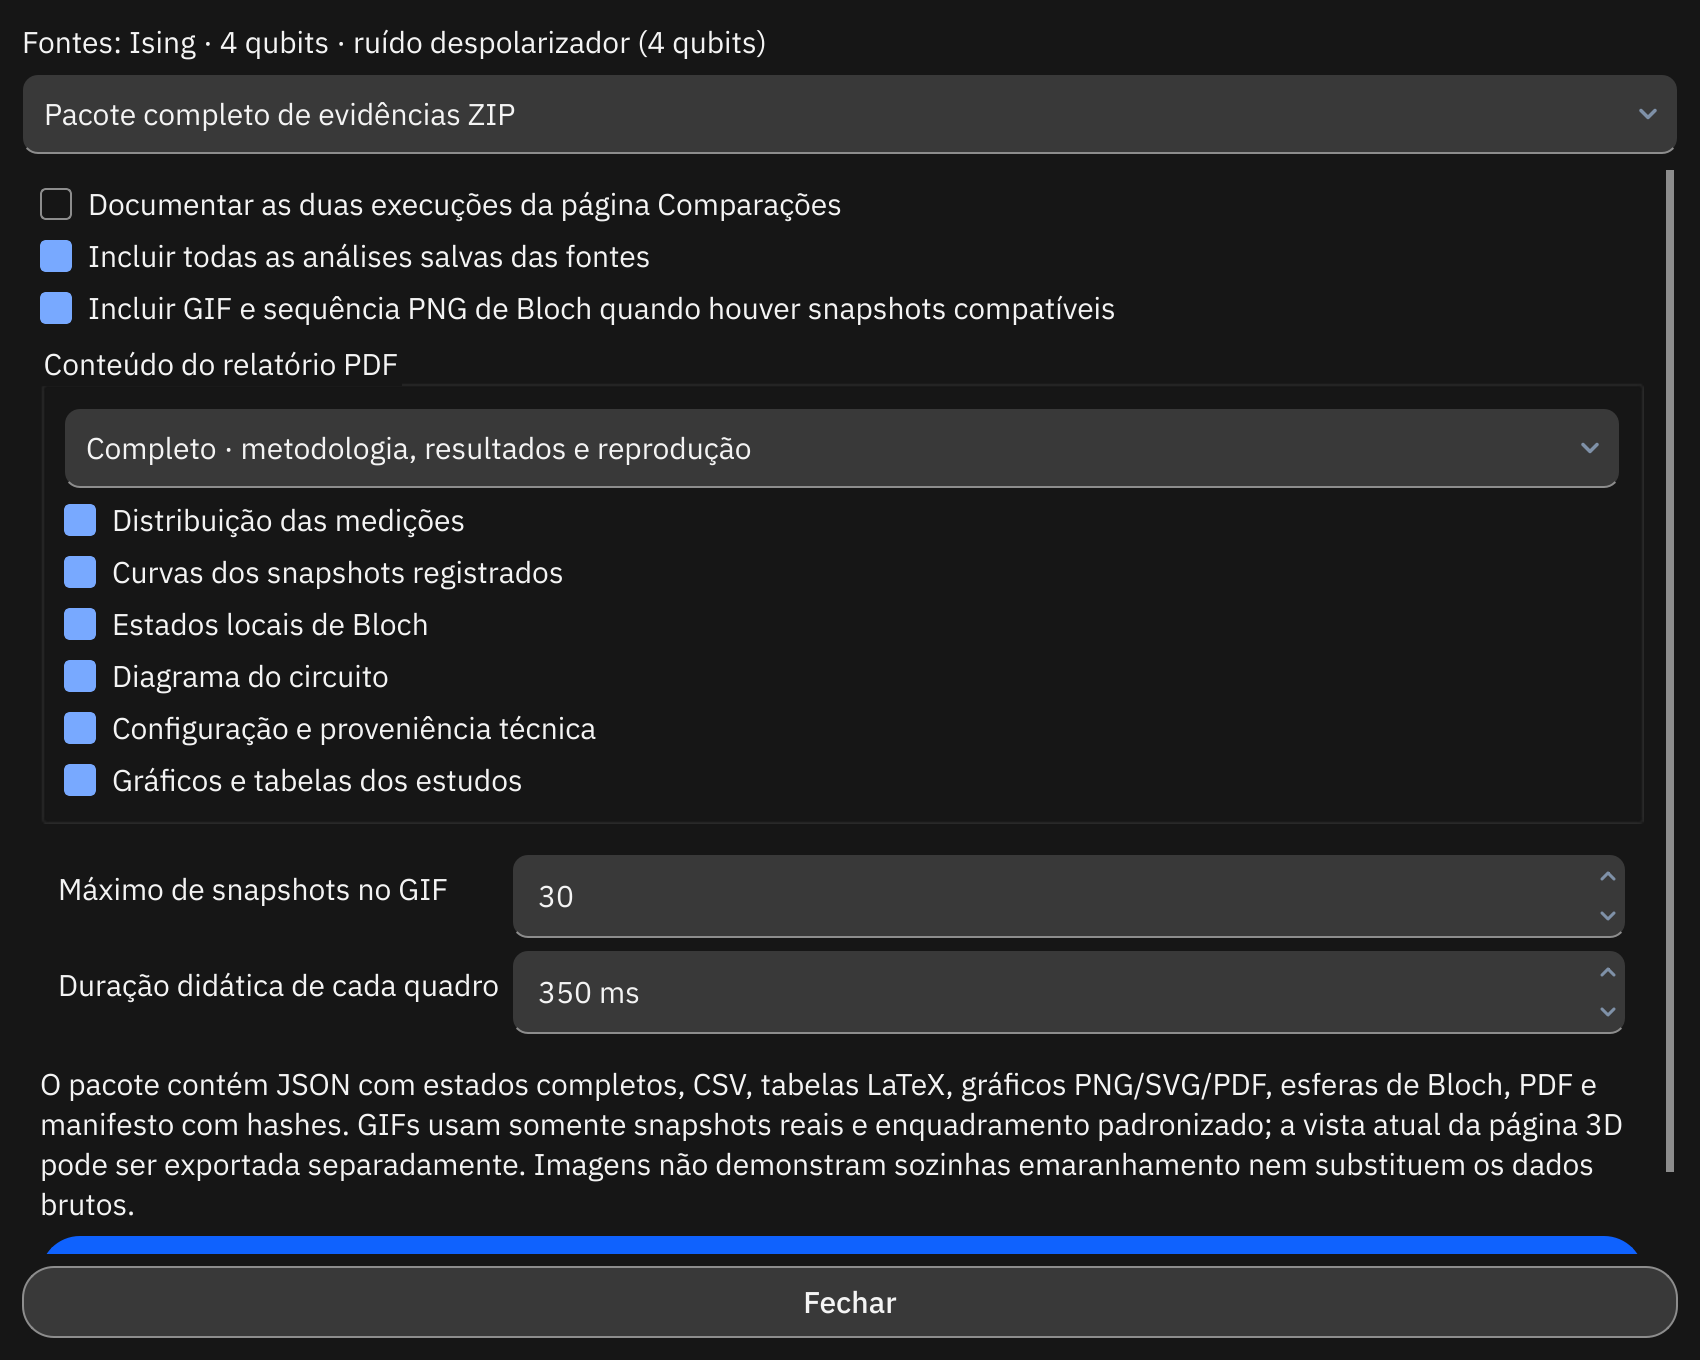 Fontes: Ising · 4 qubits · ruído despolarizador (4 qubits)
Pacote completo de evidências ZIP
Documentar as duas execuções da página Comparações
Incluir todas as análises salvas das fontes
Incluir GIF e sequência PNG de Bloch quando houver snapshots compatíveis
Conteúdo do relatório PDF
Completo · metodologia, resultados e reprodução
Distribuição das medições
Curvas dos snapshots registrados
Estados locais de Bloch
Diagrama do circuito
Configuração e proveniência técnica
Gráficos e tabelas dos estudos
Máximo de snapshots no GIF
30
Duração didática de cada quadro
350 ms
O pacote contém JSON com estados completos, CSV, tabelas LaTeX, gráficos PNG/SVG/PDF, esferas de Bloch, PDF e
manifesto com hashes. GIFs usam somente snapshots reais e enquadramento padronizado; a vista atual da página 3D
pode ser exportada separadamente. Imagens não demonstram sozinhas emaranhamento nem substituem os dados
brutos.
Fechar